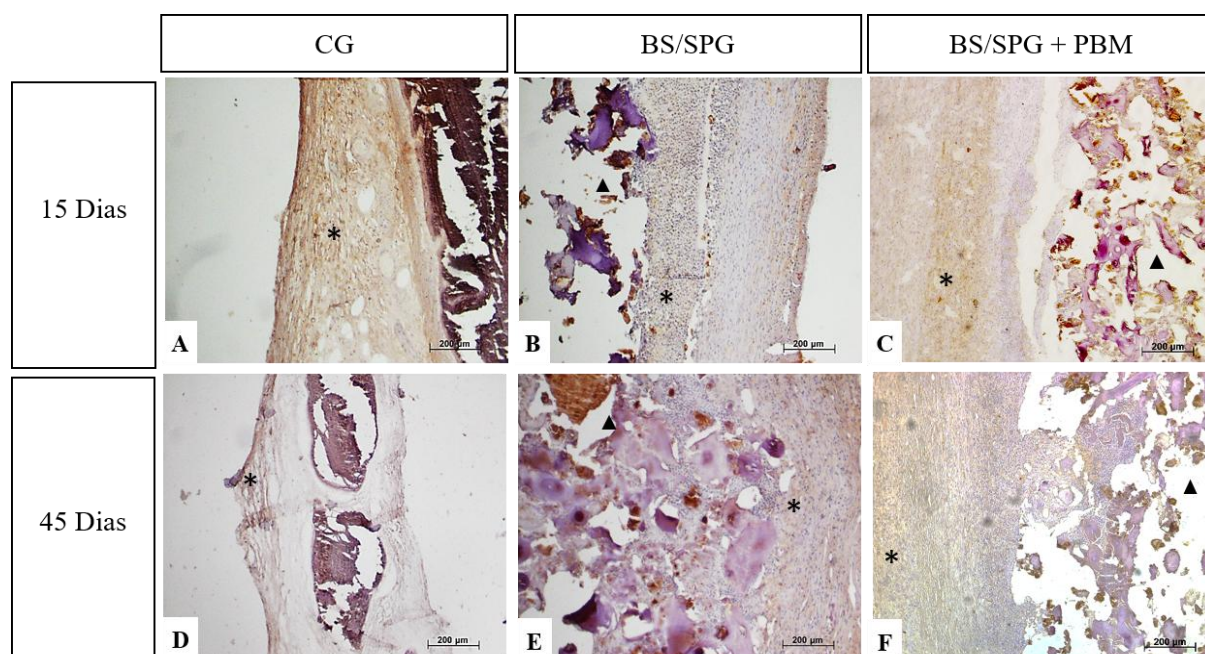 CG
BS/SPG
BS/SPG + PBM
15 Dias
*
A
200 µm
▲
*
B
200 µm
*
▲
C
200 µm
45 Dias
*
D
200 µm
▲
*
E
200 µm
▲
*
F
200 µm